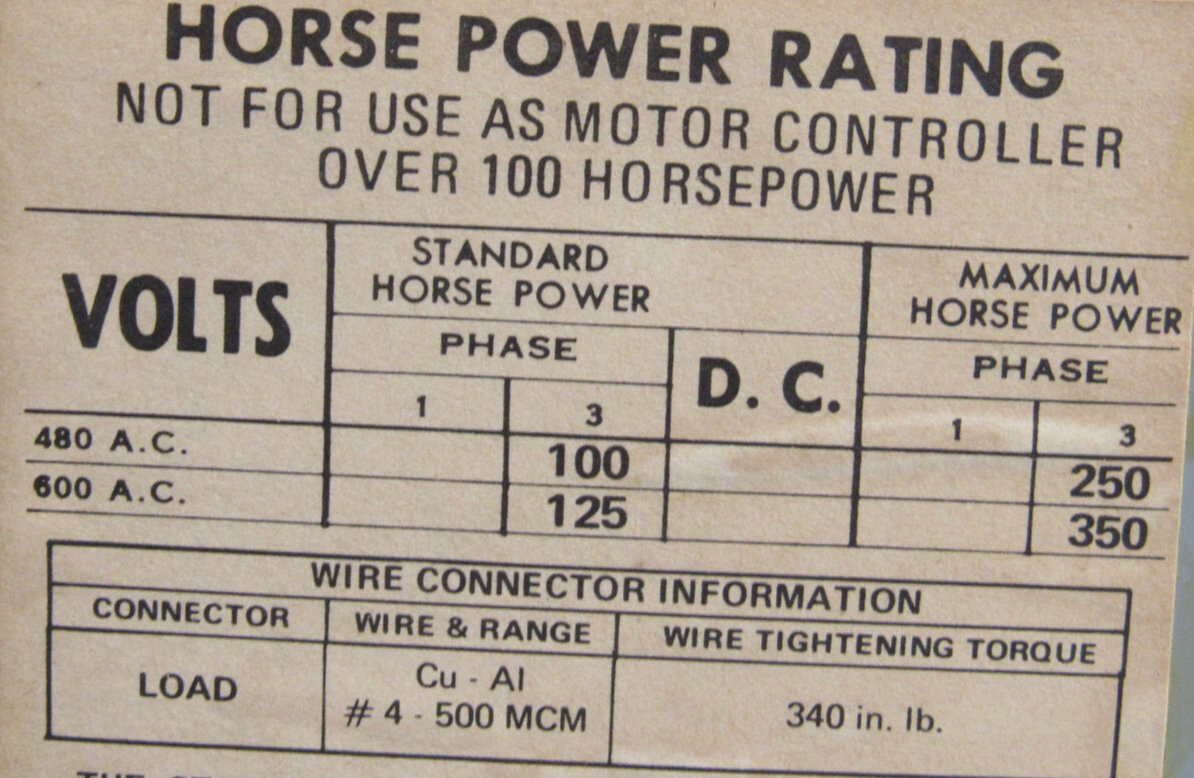 HORSE POWER RATING
NOT FOR USE AS MOTOR CONTROLLER
OVER 100 HORSEPOWER
VOLTS
STANDARD
HORSE POWER
MAXIMUM
HORSE POWER
PHASE
D. C.
PHASE
1 3 1 3
480 A.C. 100 250
600 A.C. 125 350
WIRE CONNECTOR INFORMATION
CONNECTOR WIRE & RANGE WIRE TIGHTENING TORQUE
LOAD
Cu - Al
# 4 - 500 MCM
340 in. lb.